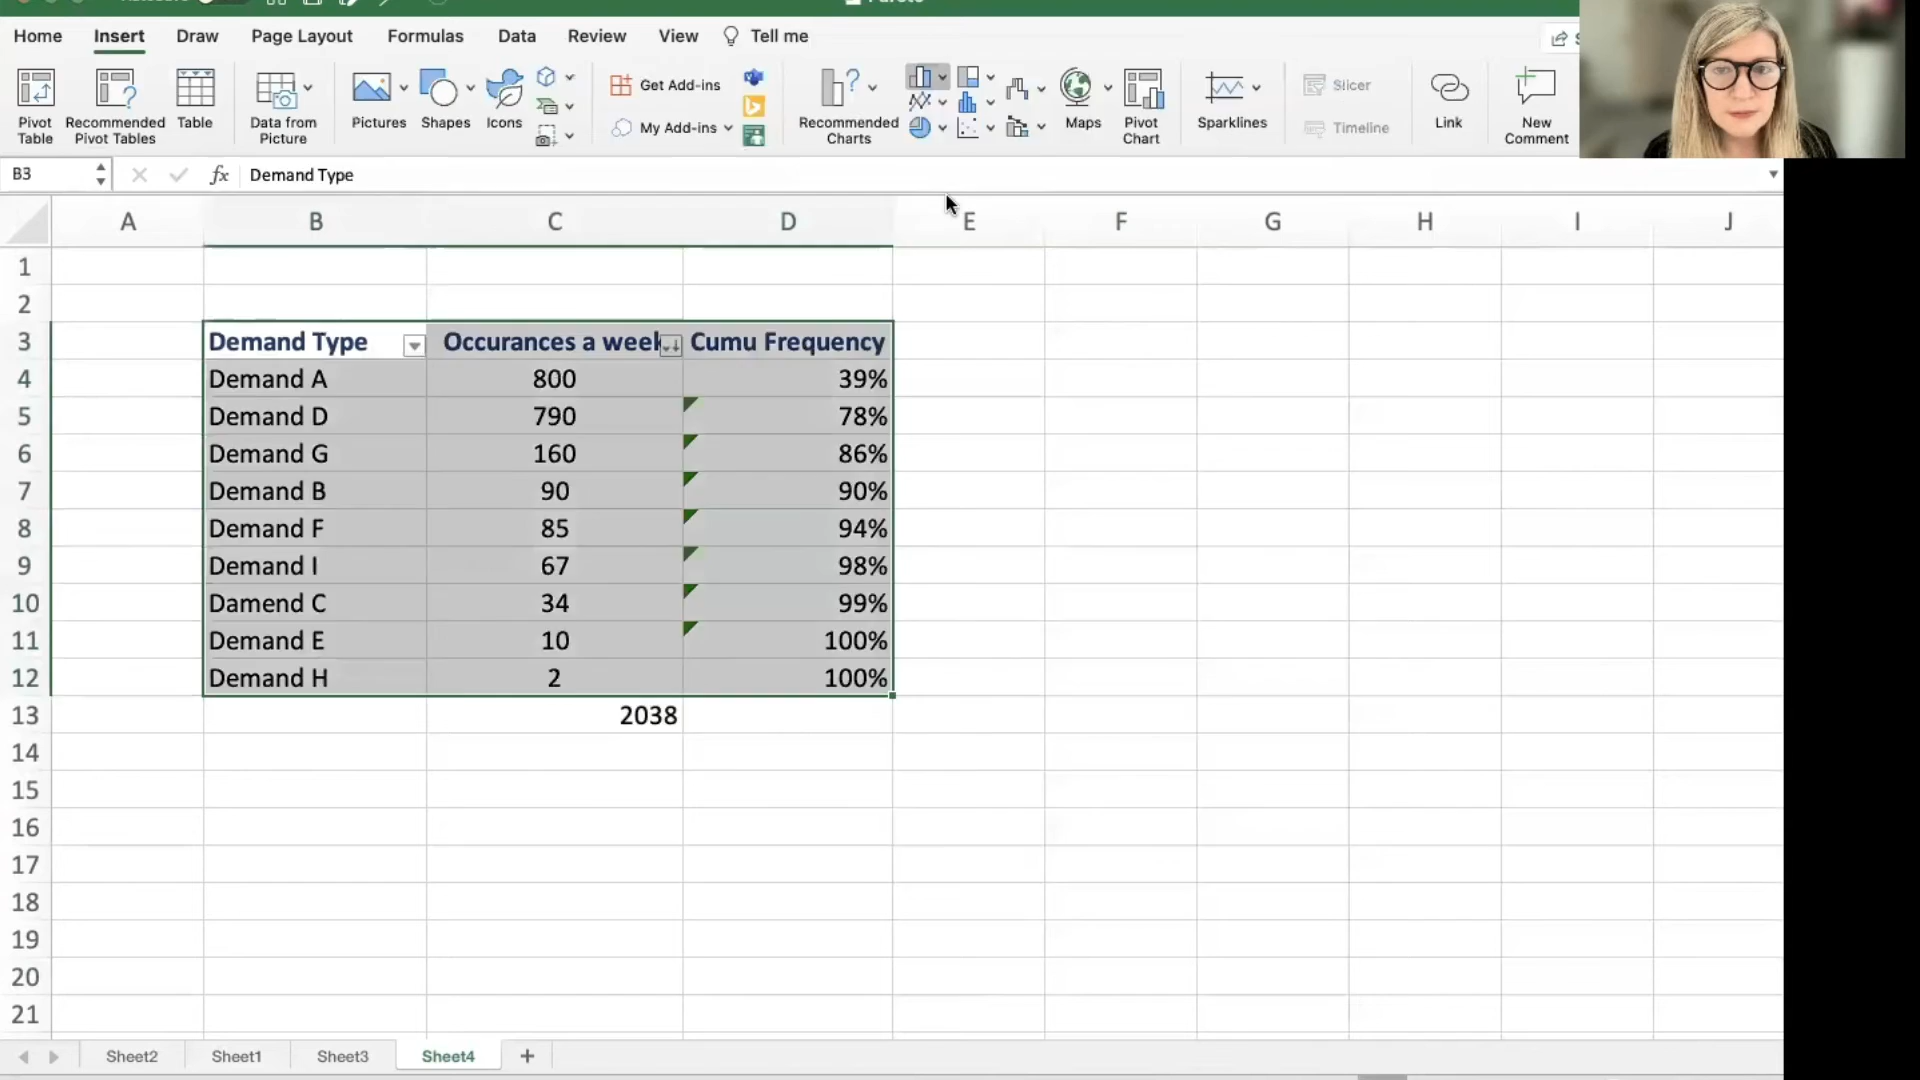 Home Insert Draw Page Layout Formulas Data Review View Tell me
Pivot Table
Recommended Pivot Tables
Table
Data from Picture
Pictures
Shapes
Icons
Get Add-ins
My Add-ins
Recommended Charts
Maps
Pivot Chart
Sparklines
Slicer
Timeline
Link
New Comment
B3 fx Demand Type
A B C D E F G H I J
1
2
3 Demand Type Occurances a week Cumu Frequency
4 Demand A 800 39%
5 Demand D 790 78%
6 Demand G 160 86%
7 Demand B 90 90%
8 Demand F 85 94%
9 Demand I 67 98%
10 Damend C 34 99%
11 Demand E 10 100%
12 Demand H 2 100%
13 2038
14
15
16
17
18
19
20
21
Sheet2 Sheet1 Sheet3 Sheet4 +